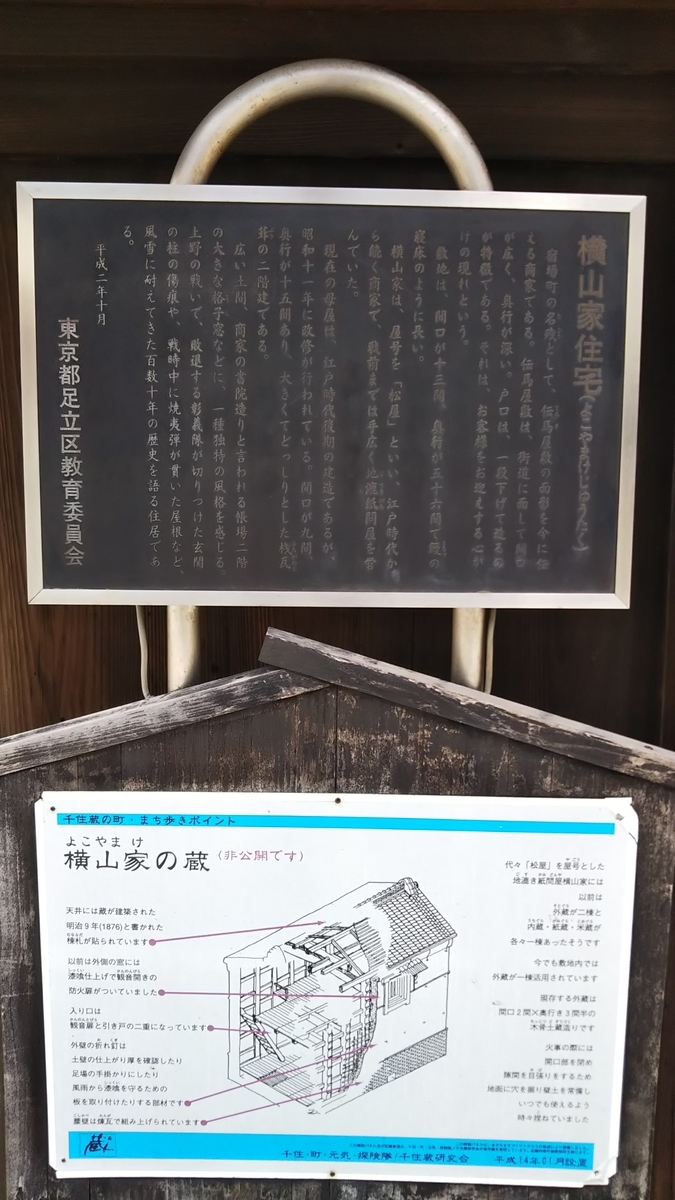 横山家住宅(よこやまけじゅうたく)
宿場町の名残として、伝馬屋敷の面影を今に伝
える商家である。伝馬屋敷は、街道に面して間口
が広く、奥行が深い。戸口は、一段下げて造るの
が特徴である。それは、お客様をお迎えする心が
けの現れという。
敷地は、間口が十三間、奥行が五十六間で鰻の
寝床のように長い。
横山家は、屋号を「松屋」といい、江戸時代か
ら続く商家で、戦前までは手広く地漉紙問屋を営
んでいた。
現在の母屋は、江戸時代後期の建造であるが、
昭和十一年に改修が行われている。間口が九間、
奥行が十五間あり、大きくてどっしりとした桟瓦
葺の二階建である。
広い土間、商家の書院造りと言われる帳場二階
の大きな格子窓などに、一種独特の風格を感じる。
上野の戦いで、敗退する彰義隊が切りつけた玄関
の柱の傷痕や、戦時中に焼夷弾が貫いた屋根など、
風雪に耐えてきた百数十年の歴史を語る住居であ
る。
平成二年十月
東京都足立区教育委員会
千住蔵の町・まち歩きポイント
よこやまけ
横山家の蔵(非公開です)
天井には蔵が建築された
明治9年(1876)と書かれた
棟札が貼られています
以前は外側の窓には
漆喰仕上げで観音開きの
防火扉がついていました
入り口は
観音扉と引き戸の二重になっています
外壁の折れ釘は
土壁の仕上がり厚を確認したり
足場の手掛かりにしたり
風雨から漆喰を守るための
板を取り付けたりする部材です
腰壁は煉瓦で組み上げられています
代々「松屋」を屋号とした
地漉き紙問屋横山家には
以前は
外蔵が二棟と
内蔵・紙蔵・米蔵が
各々一棟あったそうです
今でも敷地内では
外蔵が一棟活用されています
現存する外蔵は
間口2間×奥行き3間半の
木骨土蔵造りです
火事の際には
開口部を閉め
隙間を目張りをするため
地面に穴を掘り壁土を常備し
いつでも使えるよう
時々捏ねていました
蔵
千住・町・元気・探険隊/千住蔵研究会 平成14年01月設置